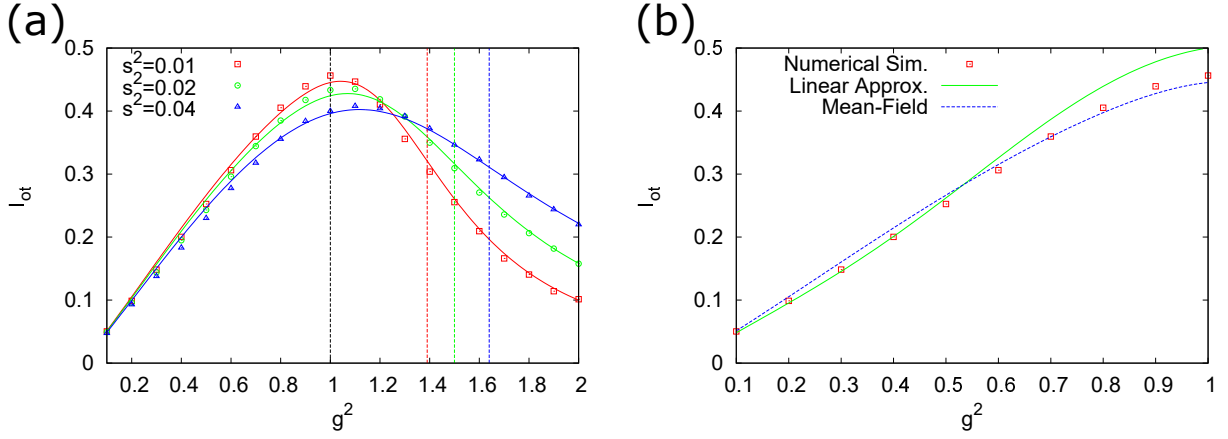 (a)
s²=0.01
s²=0.02
s²=0.04
I_ot
0.5
0.4
0.3
0.2
0.1
0
0.2 0.4 0.6 0.8 1 1.2 1.4 1.6 1.8 2
g²
(b)
Numerical Sim.
Linear Approx.
Mean-Field
I_ot
0.5
0.4
0.3
0.2
0.1
0
0.1 0.2 0.3 0.4 0.5 0.6 0.7 0.8 0.9 1
g²